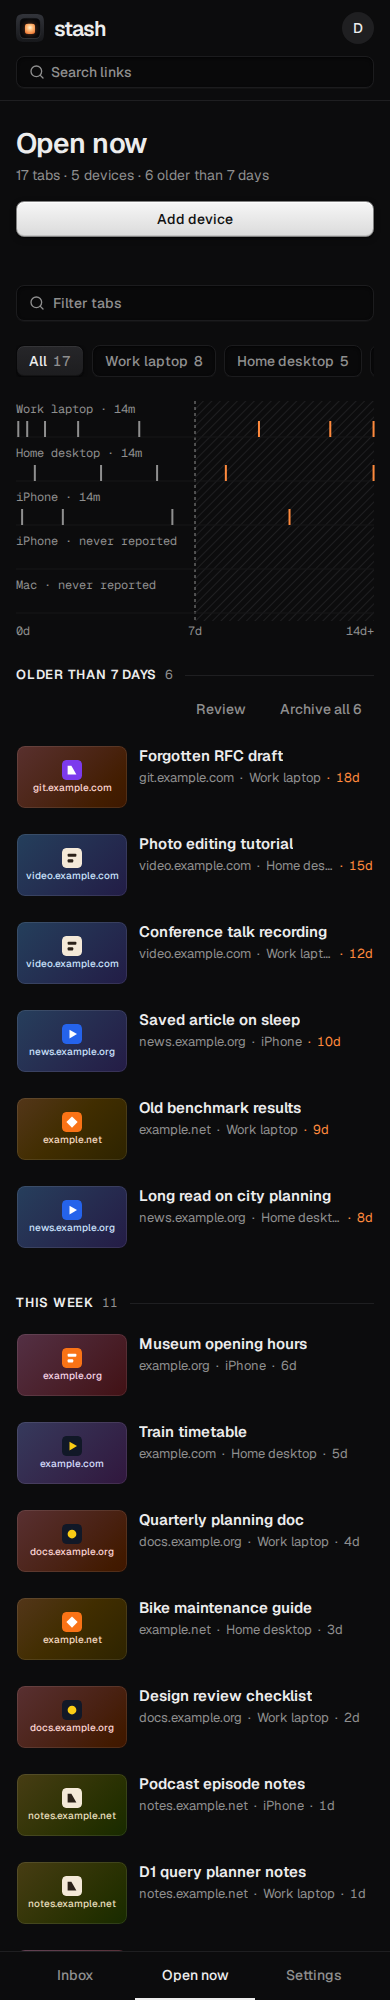 stash
D
Search links
Open now
17 tabs · 5 devices · 6 older than 7 days
Add device
Filter tabs
All 17
Work laptop 8
Home desktop 5
Work laptop · 14m
Home desktop · 14m
iPhone · 14m
iPhone · never reported
Mac · never reported
0d
7d
14d+
OLDER THAN 7 DAYS 6
Review
Archive all 6
git.example.com
Forgotten RFC draft
git.example.com · Work laptop · 18d
video.example.com
Photo editing tutorial
video.example.com · Home des… · 15d
video.example.com
Conference talk recording
video.example.com · Work lapt… · 12d
news.example.org
Saved article on sleep
news.example.org · iPhone · 10d
example.net
Old benchmark results
example.net · Work laptop · 9d
news.example.org
Long read on city planning
news.example.org · Home deskt… · 8d
THIS WEEK 11
example.org
Museum opening hours
example.org · iPhone · 6d
example.com
Train timetable
example.com · Home desktop · 5d
docs.example.org
Quarterly planning doc
docs.example.org · Work laptop · 4d
example.net
Bike maintenance guide
example.net · Home desktop · 3d
docs.example.org
Design review checklist
docs.example.org · Work laptop · 2d
notes.example.net
Podcast episode notes
notes.example.net · iPhone · 1d
notes.example.net
D1 query planner notes
notes.example.net · Work laptop · 1d
Inbox
Open now
Settings